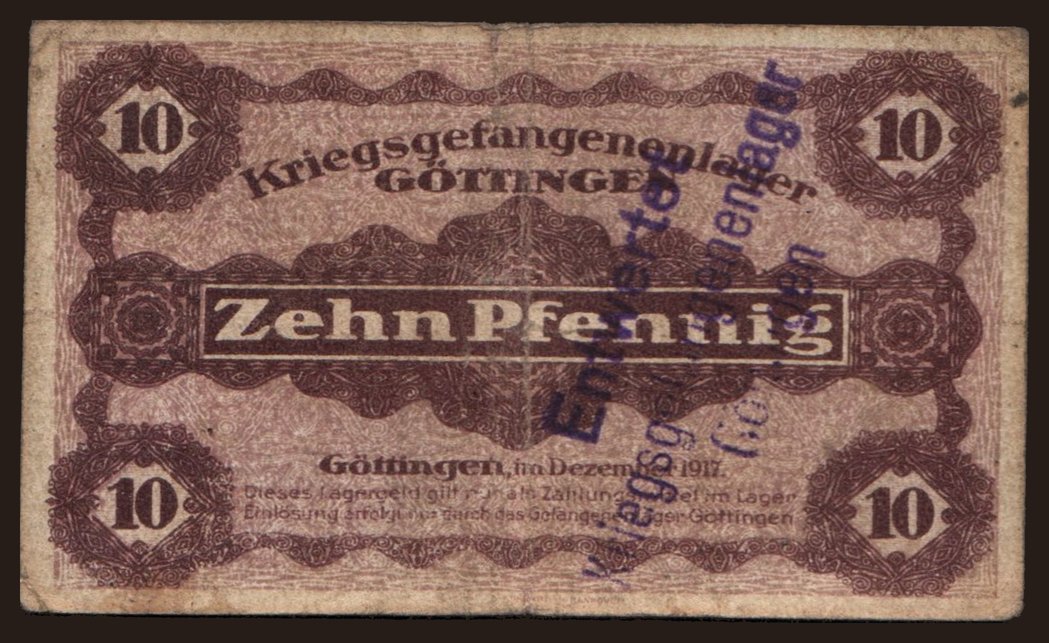 10 10
Kriegsgefangenenlager
GÖTTINGEN
Zehn Pfennig
Göttingen, im Dezember 1917.
Dieses Lagergeld gilt nur als Zahlungsmittel im Lager
Einlösung erfolgt nur durch das Gefangenenlager Göttingen
10 10
Entwertet
Kriegsgefangenenlager
Göttingen